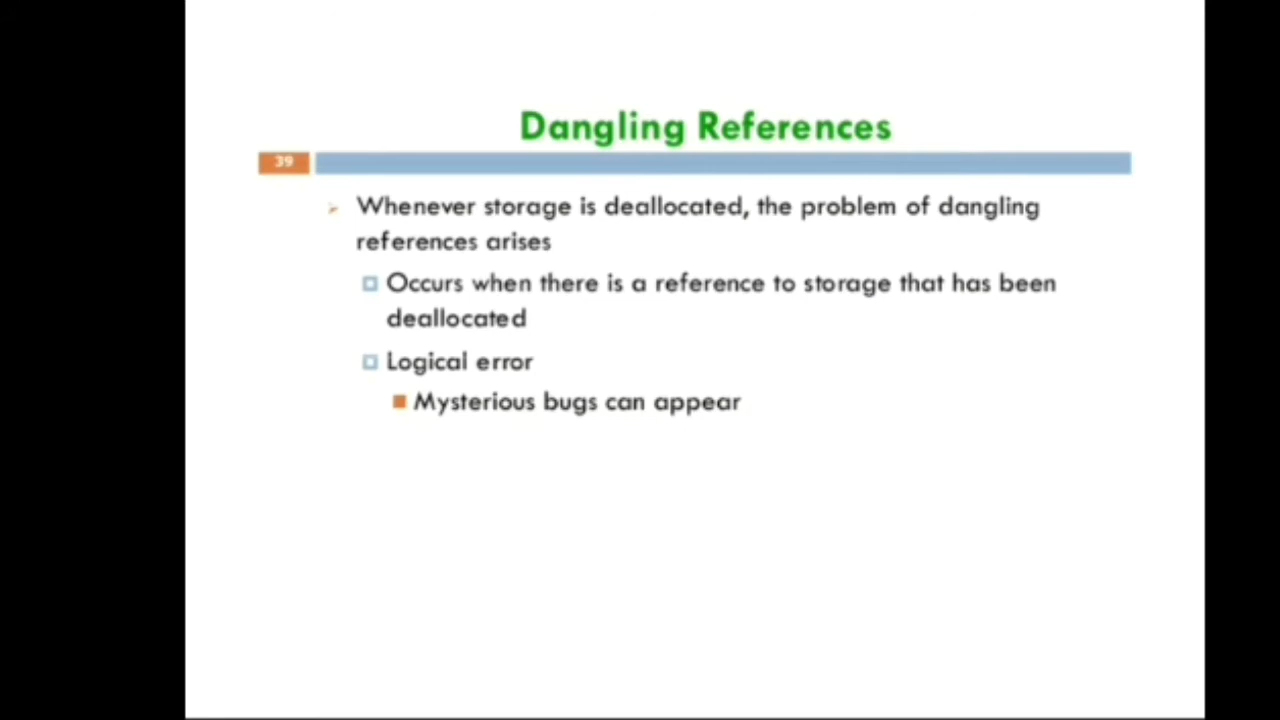 Dangling References
39
Whenever storage is deallocated, the problem of dangling
references arises
Occurs when there is a reference to storage that has been
deallocated
Logical error
Mysterious bugs can appear